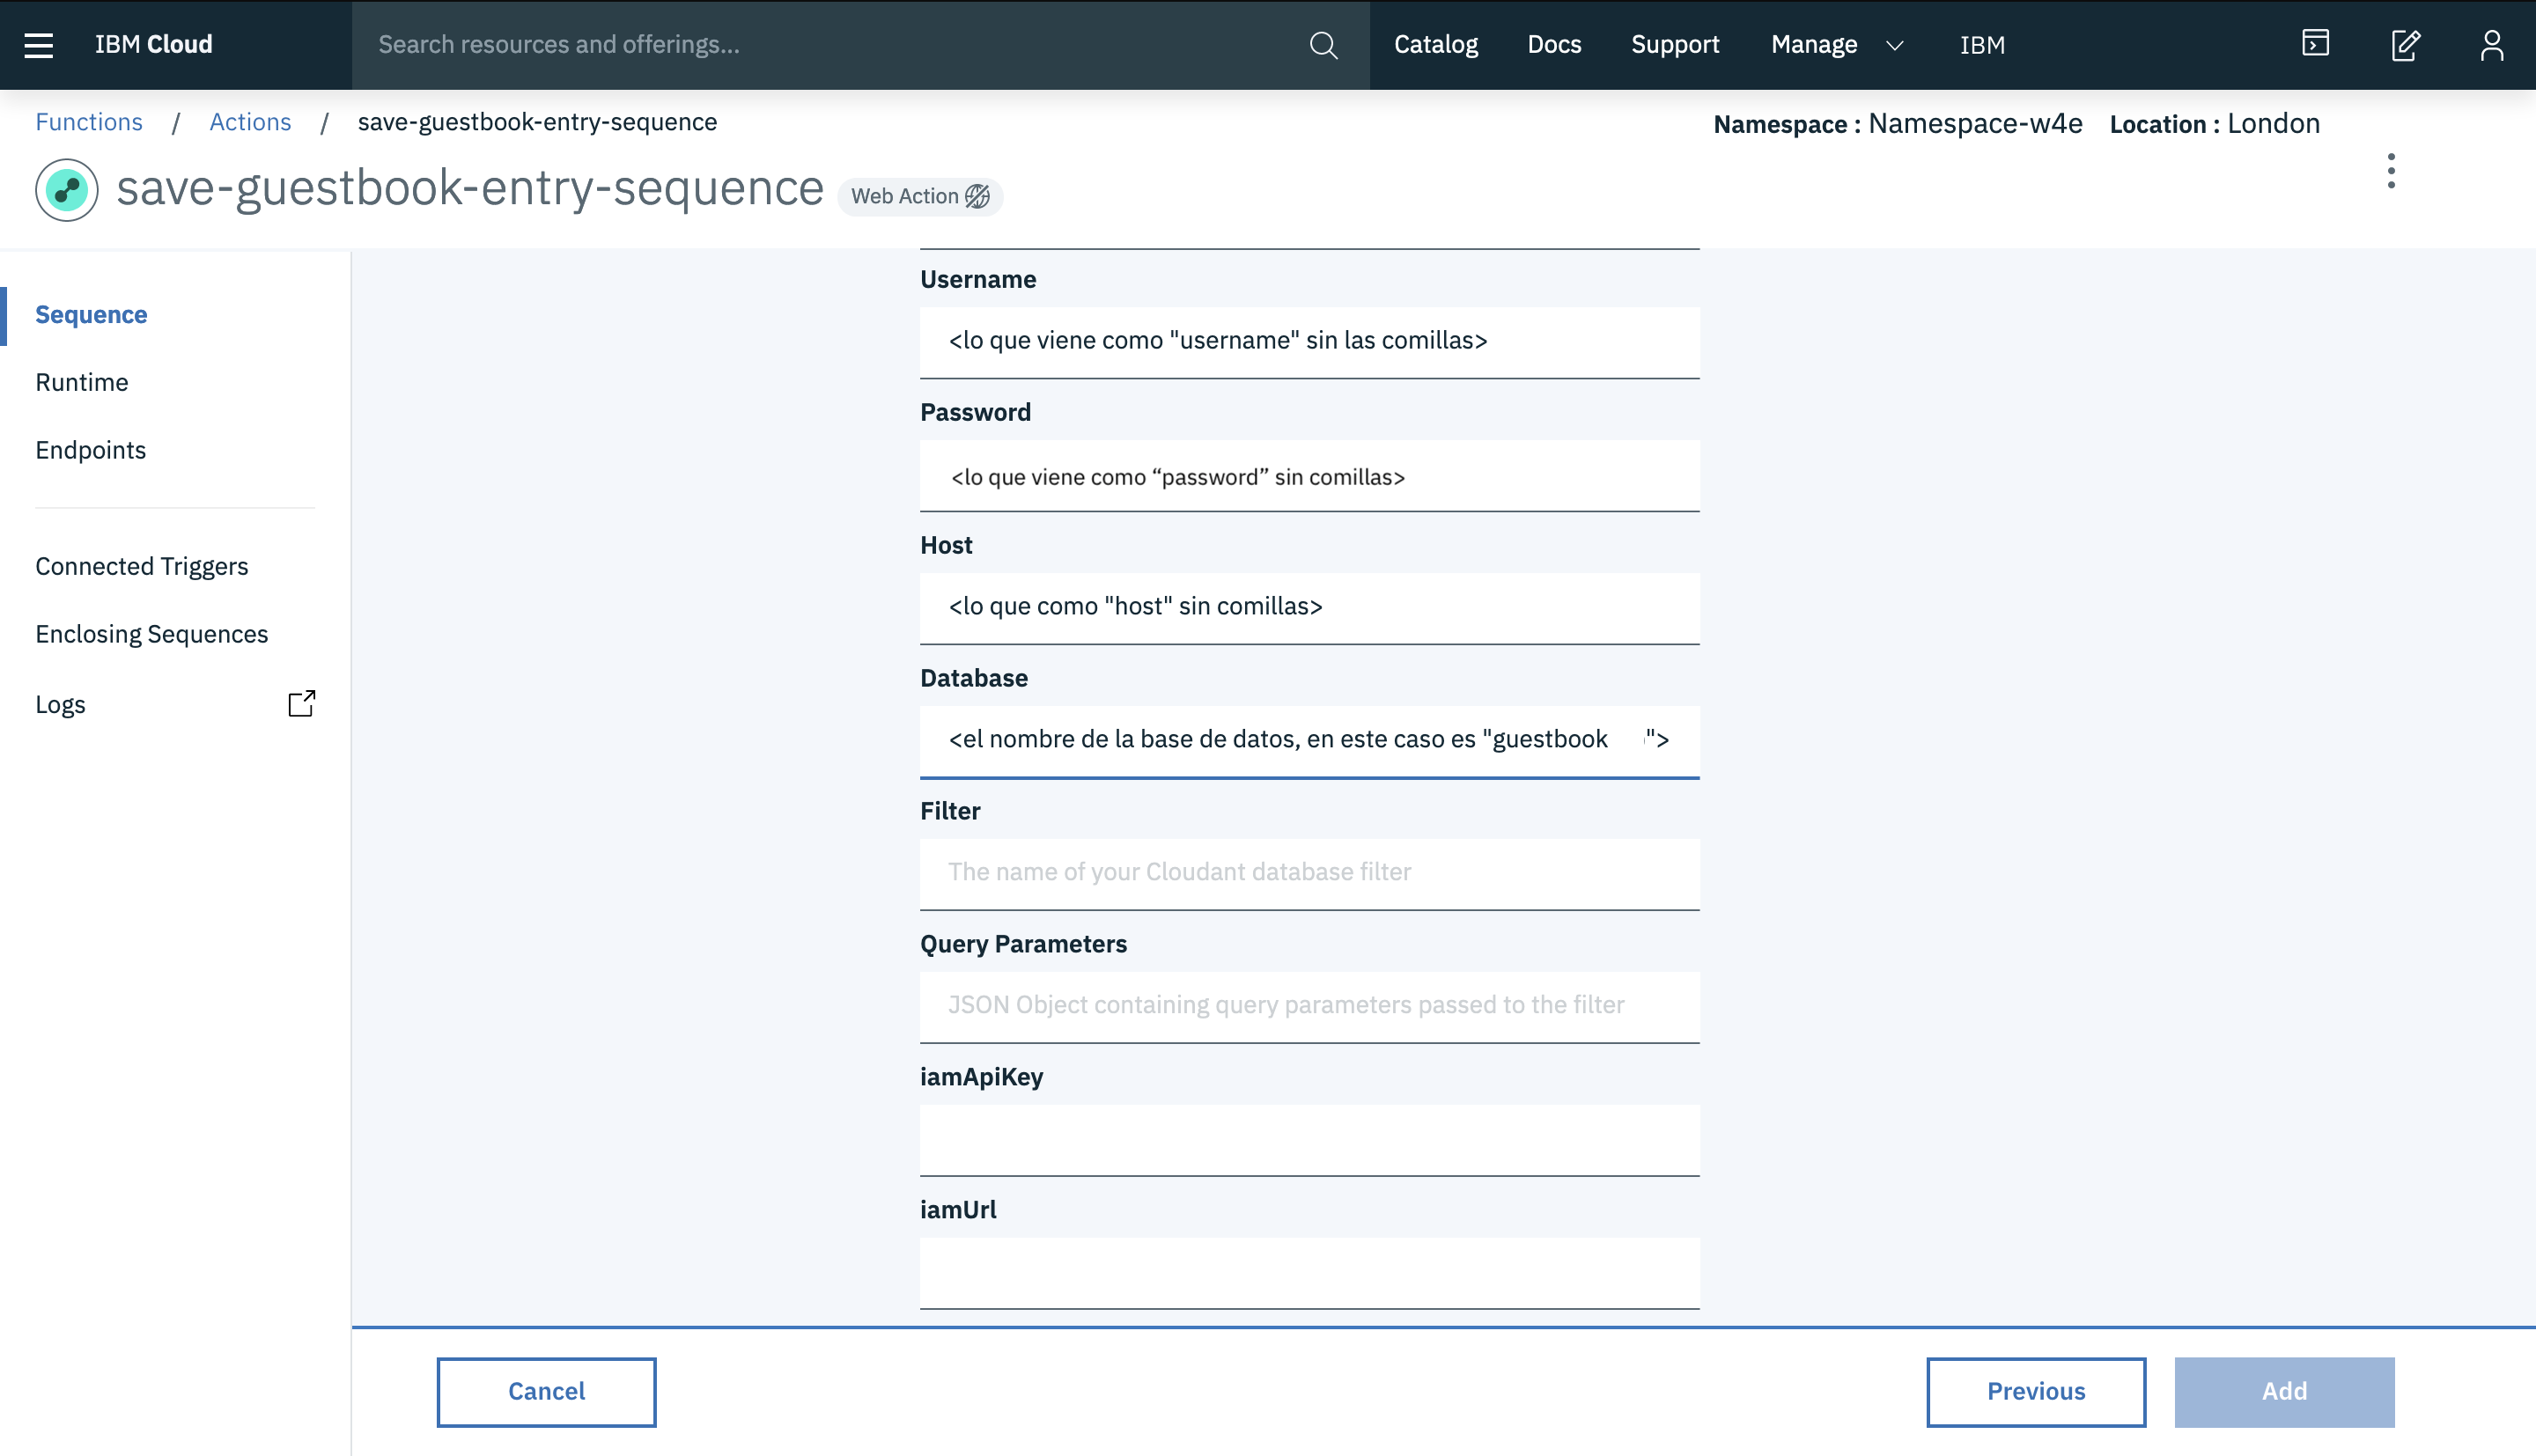 IBM Cloud
Search resources and offerings...
Catalog
Docs
Support
Manage
IBM
Functions / Actions / save-guestbook-entry-sequence
Namespace : Namespace-w4e Location : London
save-guestbook-entry-sequence
Web Action
Sequence
Runtime
Endpoints
Connected Triggers
Enclosing Sequences
Logs
Username
<lo que viene como "username" sin las comillas>
Password
<lo que viene como “password” sin comillas>
Host
<lo que como "host" sin comillas>
Database
<el nombre de la base de datos, en este caso es "guestbook ">
Filter
The name of your Cloudant database filter
Query Parameters
JSON Object containing query parameters passed to the filter
iamApiKey
iamUrl
Cancel
Previous
Add